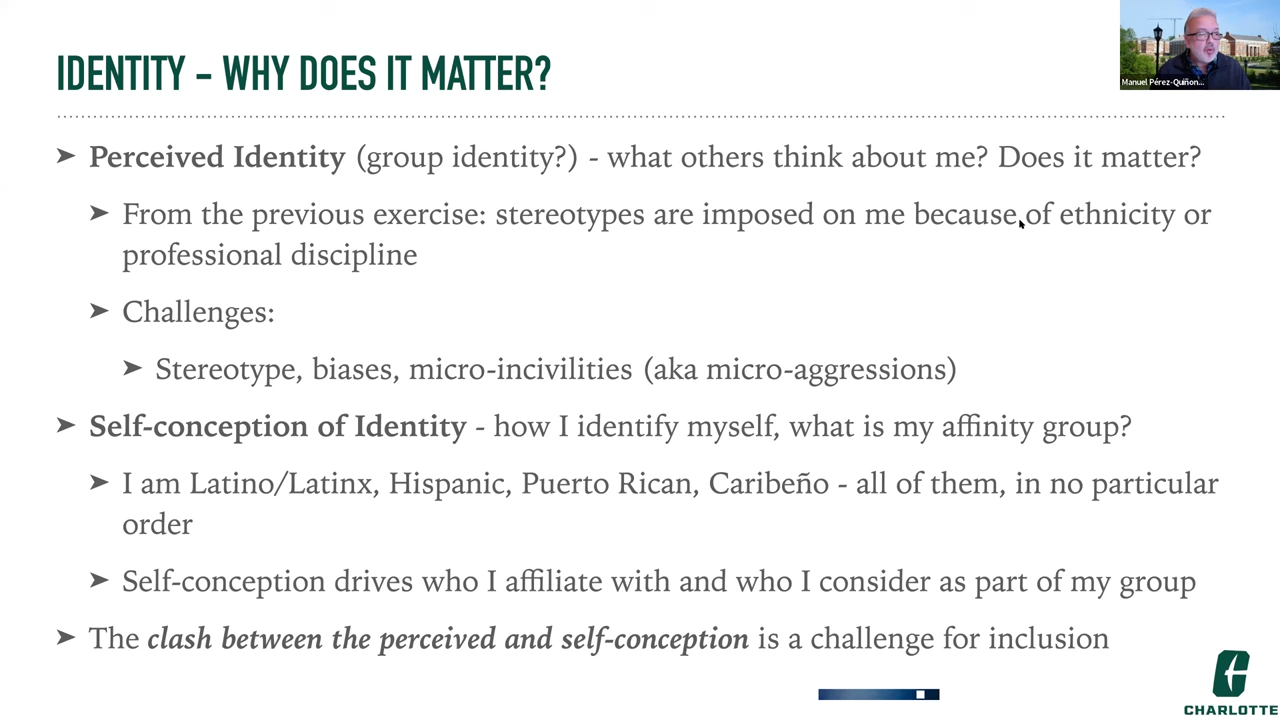 IDENTITY – WHY DOES IT MATTER?
Manuel Pérez-Quiñon...
➤ Perceived Identity (group identity?) - what others think about me? Does it matter?
➤ From the previous exercise: stereotypes are imposed on me because of ethnicity or
professional discipline
➤ Challenges:
➤ Stereotype, biases, micro-incivilities (aka micro-aggressions)
➤ Self-conception of Identity - how I identify myself, what is my affinity group?
➤ I am Latino/Latinx, Hispanic, Puerto Rican, Caribeño - all of them, in no particular
order
➤ Self-conception drives who I affiliate with and who I consider as part of my group
➤ The clash between the perceived and self-conception is a challenge for inclusion
CHARLOTTE